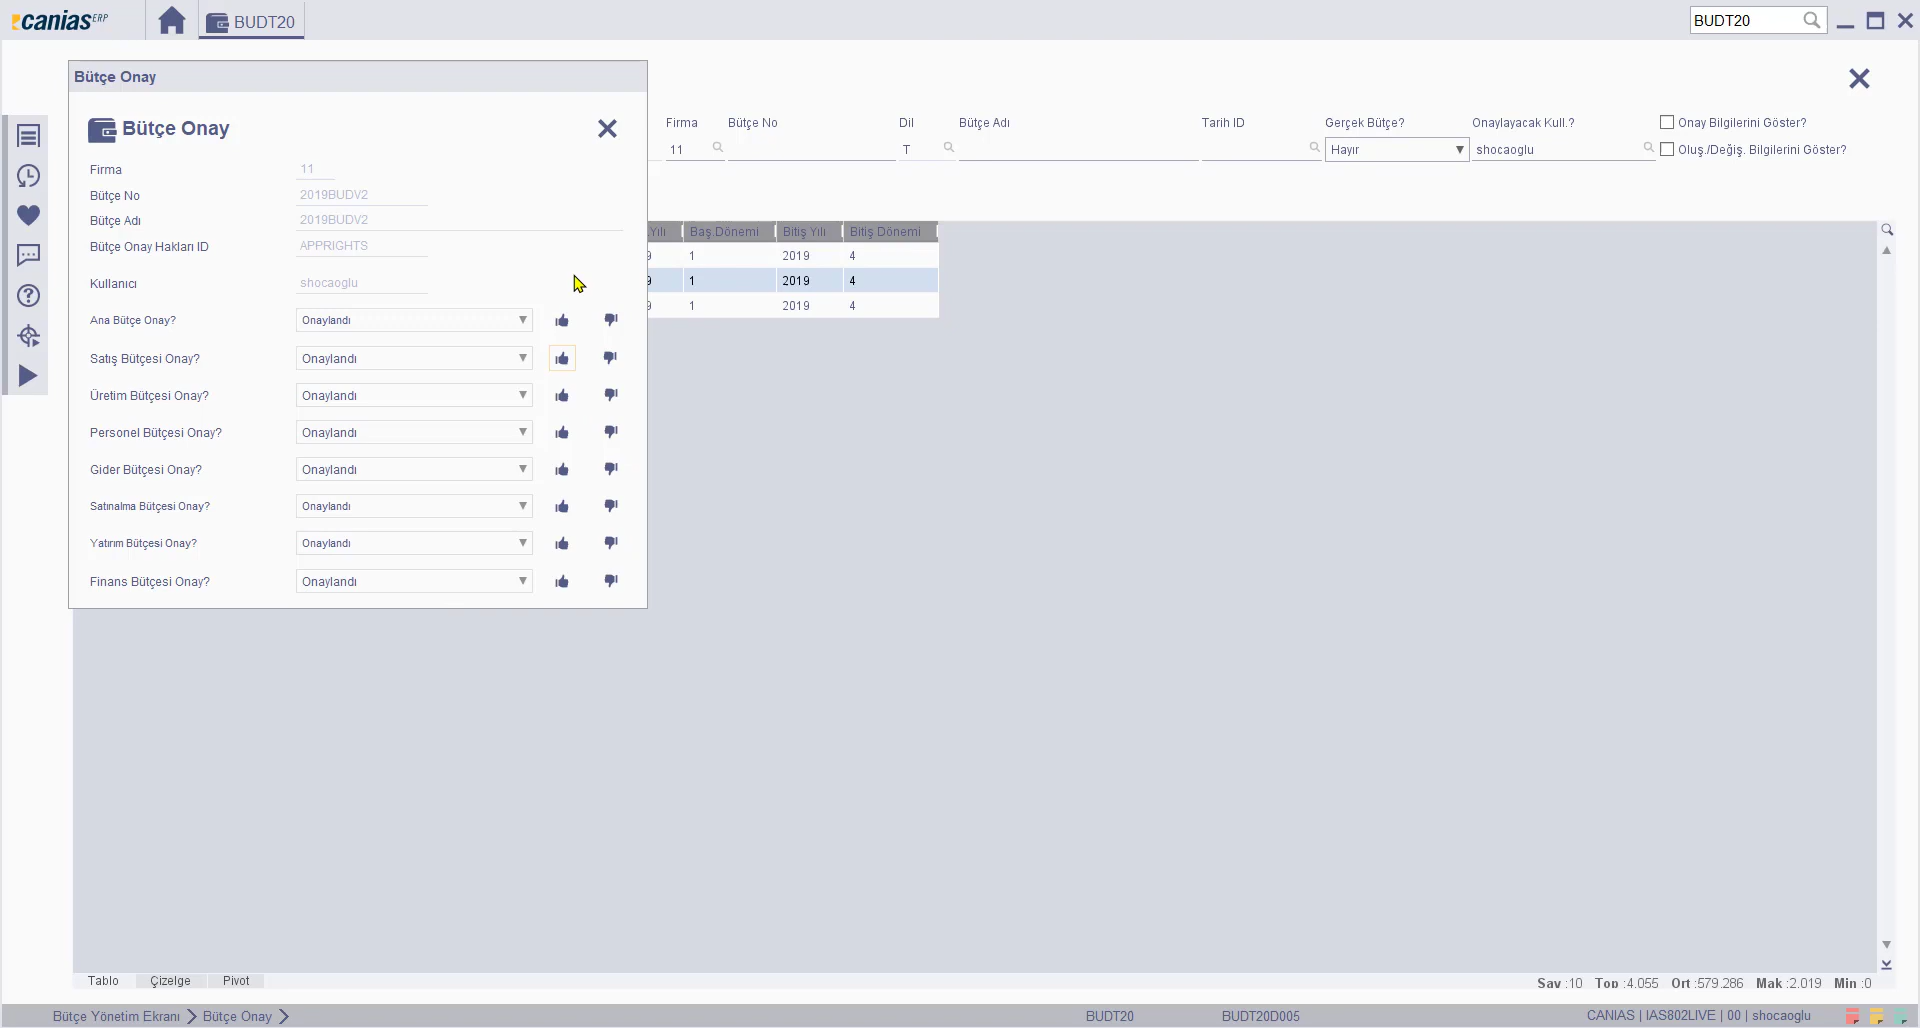 canias ERP
BUDT20
BUDT20
Bütçe Onay
Bütçe Onay
Firma 11
Bütçe No 2019BUDV2
Bütçe Adı 2019BUDV2
Bütçe Onay Hakları ID APPRIGHTS
Kullanıcı shocaoglu
Ana Bütçe Onay? Onaylandı
Satış Bütçesi Onay? Onaylandı
Üretim Bütçesi Onay? Onaylandı
Personel Bütçesi Onay? Onaylandı
Gider Bütçesi Onay? Onaylandı
Satınalma Bütçesi Onay? Onaylandı
Yatırım Bütçesi Onay? Onaylandı
Finans Bütçesi Onay? Onaylandı
Firma Bütçe No Dil Bütçe Adı Tarih ID Gerçek Bütçe? Onaylayacak Kull.? Onay Bilgilerini Göster?
11 T Hayır shocaoglu Oluş./Değiş. Bilgilerini Göster?
.Yılı Baş.Dönemi Bitiş Yılı Bitiş Dönemi
9 1 2019 4
9 1 2019 4
9 1 2019 4
Tablo Çizelge Pivot
Say :10 Top :4.055 Ort :579.286 Mak :2.019 Min :0
Bütçe Yönetim Ekranı Bütçe Onay BUDT20 BUDT20D005 CANIAS | IAS802LIVE | 00 | shocaoglu